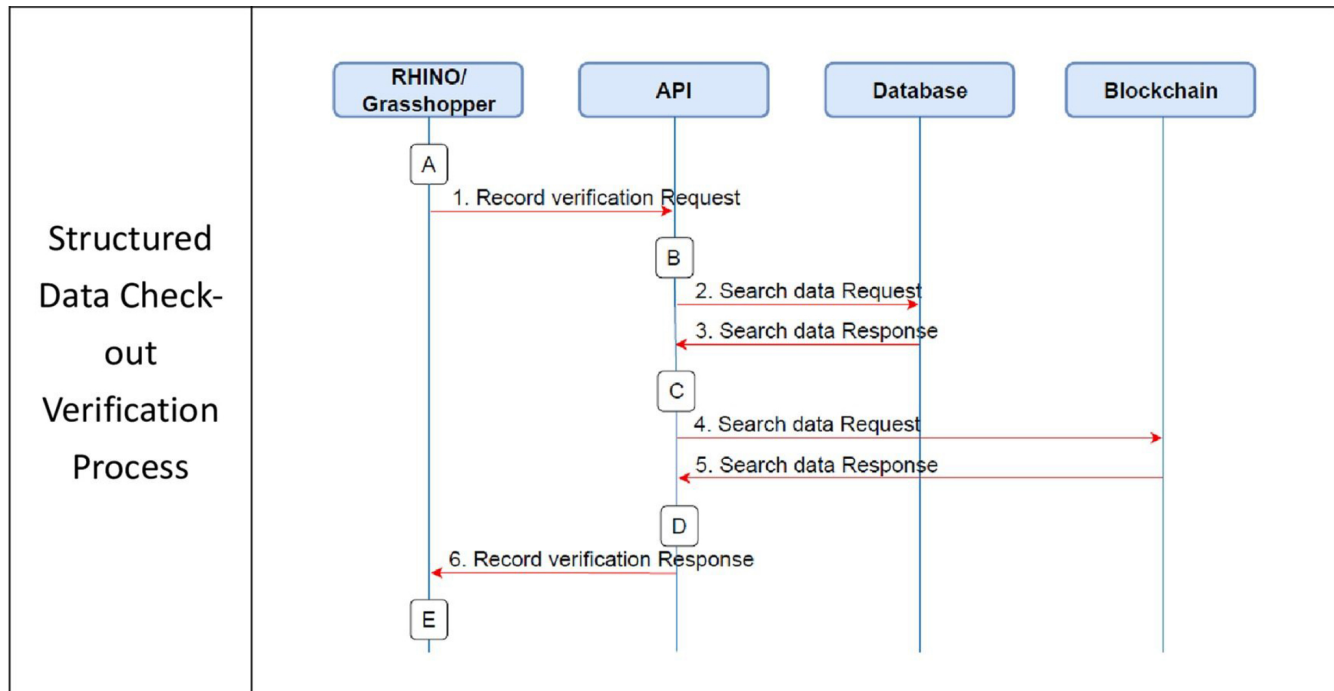 Structured
Data Check-
out
Verification
Process
RHINO/
Grasshopper
API
Database
Blockchain
A
1. Record verification Request
B
2. Search data Request
3. Search data Response
C
4. Search data Request
5. Search data Response
D
6. Record verification Response
E